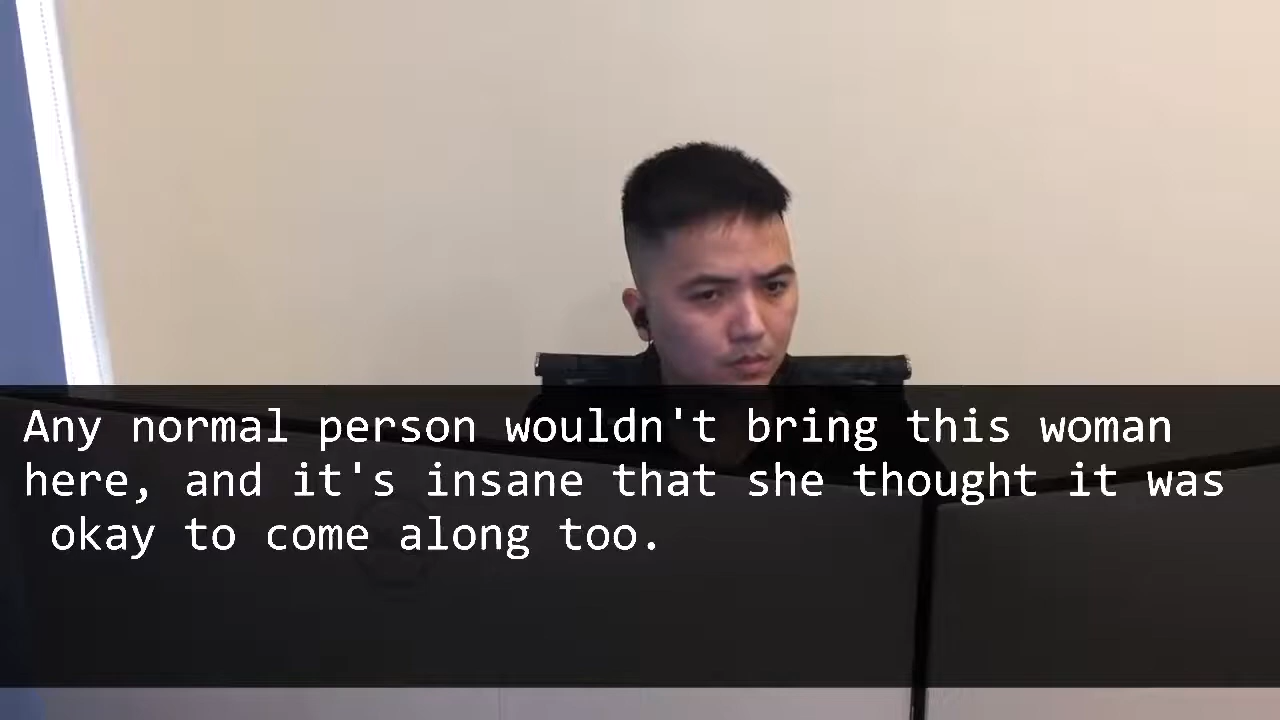 Any normal person wouldn't bring this woman
here, and it's insane that she thought it was
okay to come along too.